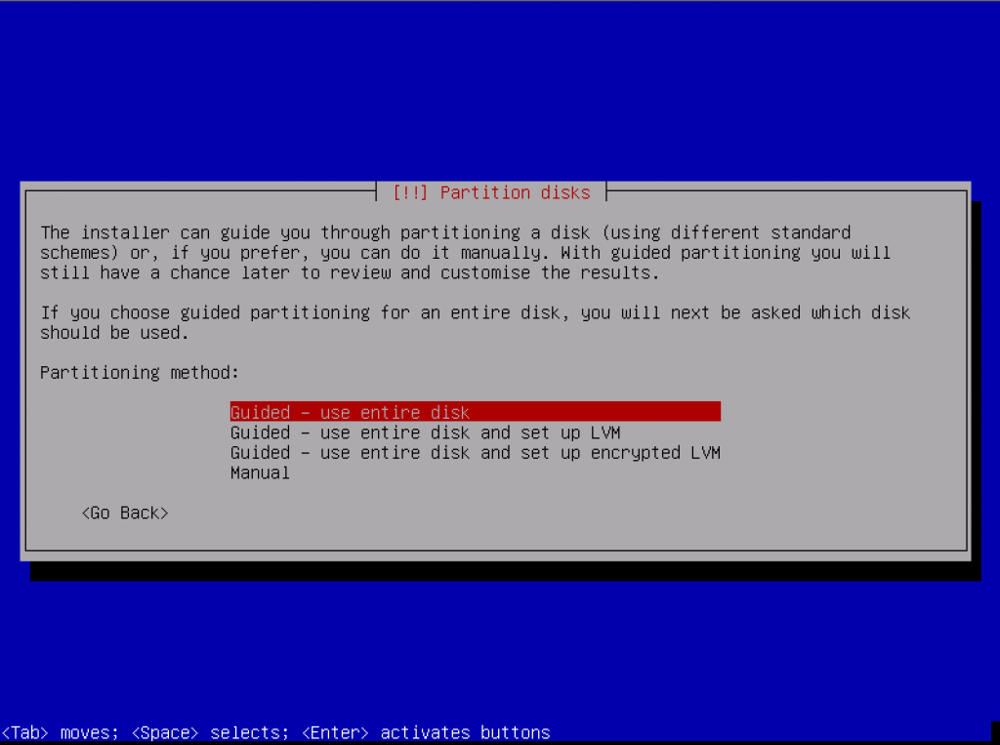 [!!] Partition disks
The installer can guide you through partitioning a disk (using different standard
schemes) or, if you prefer, you can do it manually. With guided partitioning you will
still have a chance later to review and customise the results.
If you choose guided partitioning for an entire disk, you will next be asked which disk
should be used.
Partitioning method:
Guided - use entire disk
Guided - use entire disk and set up LVM
Guided - use entire disk and set up encrypted LVM
Manual
<Go Back>
<Tab> moves; <Space> selects; <Enter> activates buttons